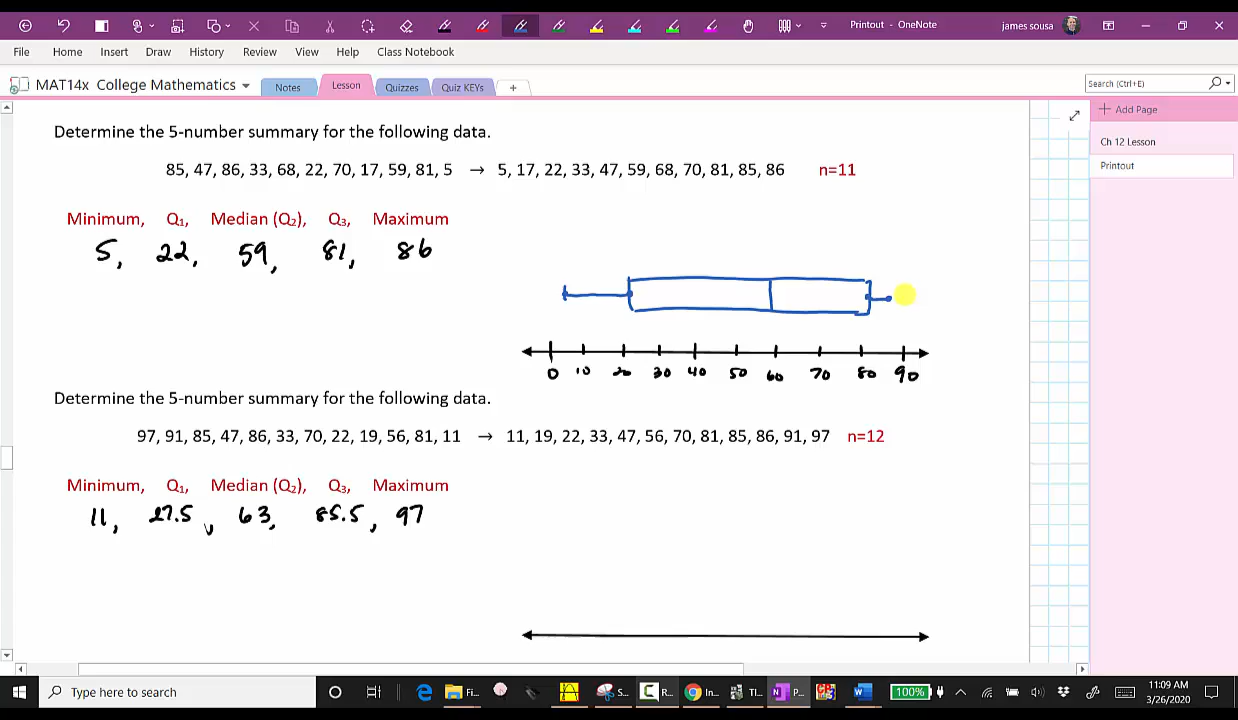 Printout - OneNote
james sousa
File Home Insert Draw History Review View Help Class Notebook
MAT14x College Mathematics Notes Lesson Quizzes Quiz KEYs +
Search (Ctrl+E)
Add Page
Ch 12 Lesson
Printout
Determine the 5-number summary for the following data.
85, 47, 86, 33, 68, 22, 70, 17, 59, 81, 5 → 5, 17, 22, 33, 47, 59, 68, 70, 81, 85, 86 n=11
Minimum, Q₁, Median (Q₂), Q₃, Maximum
5, 22, 59, 81, 86
0 10 20 30 40 50 60 70 80 90
Determine the 5-number summary for the following data.
97, 91, 85, 47, 86, 33, 70, 22, 19, 56, 81, 11 → 11, 19, 22, 33, 47, 56, 70, 81, 85, 86, 91, 97 n=12
Minimum, Q₁, Median (Q₂), Q₃, Maximum
11, 27.5, 63, 85.5, 97
Type here to search
Fi...
S...
R...
In...
TI...
P...
100%
11:09 AM
3/26/2020